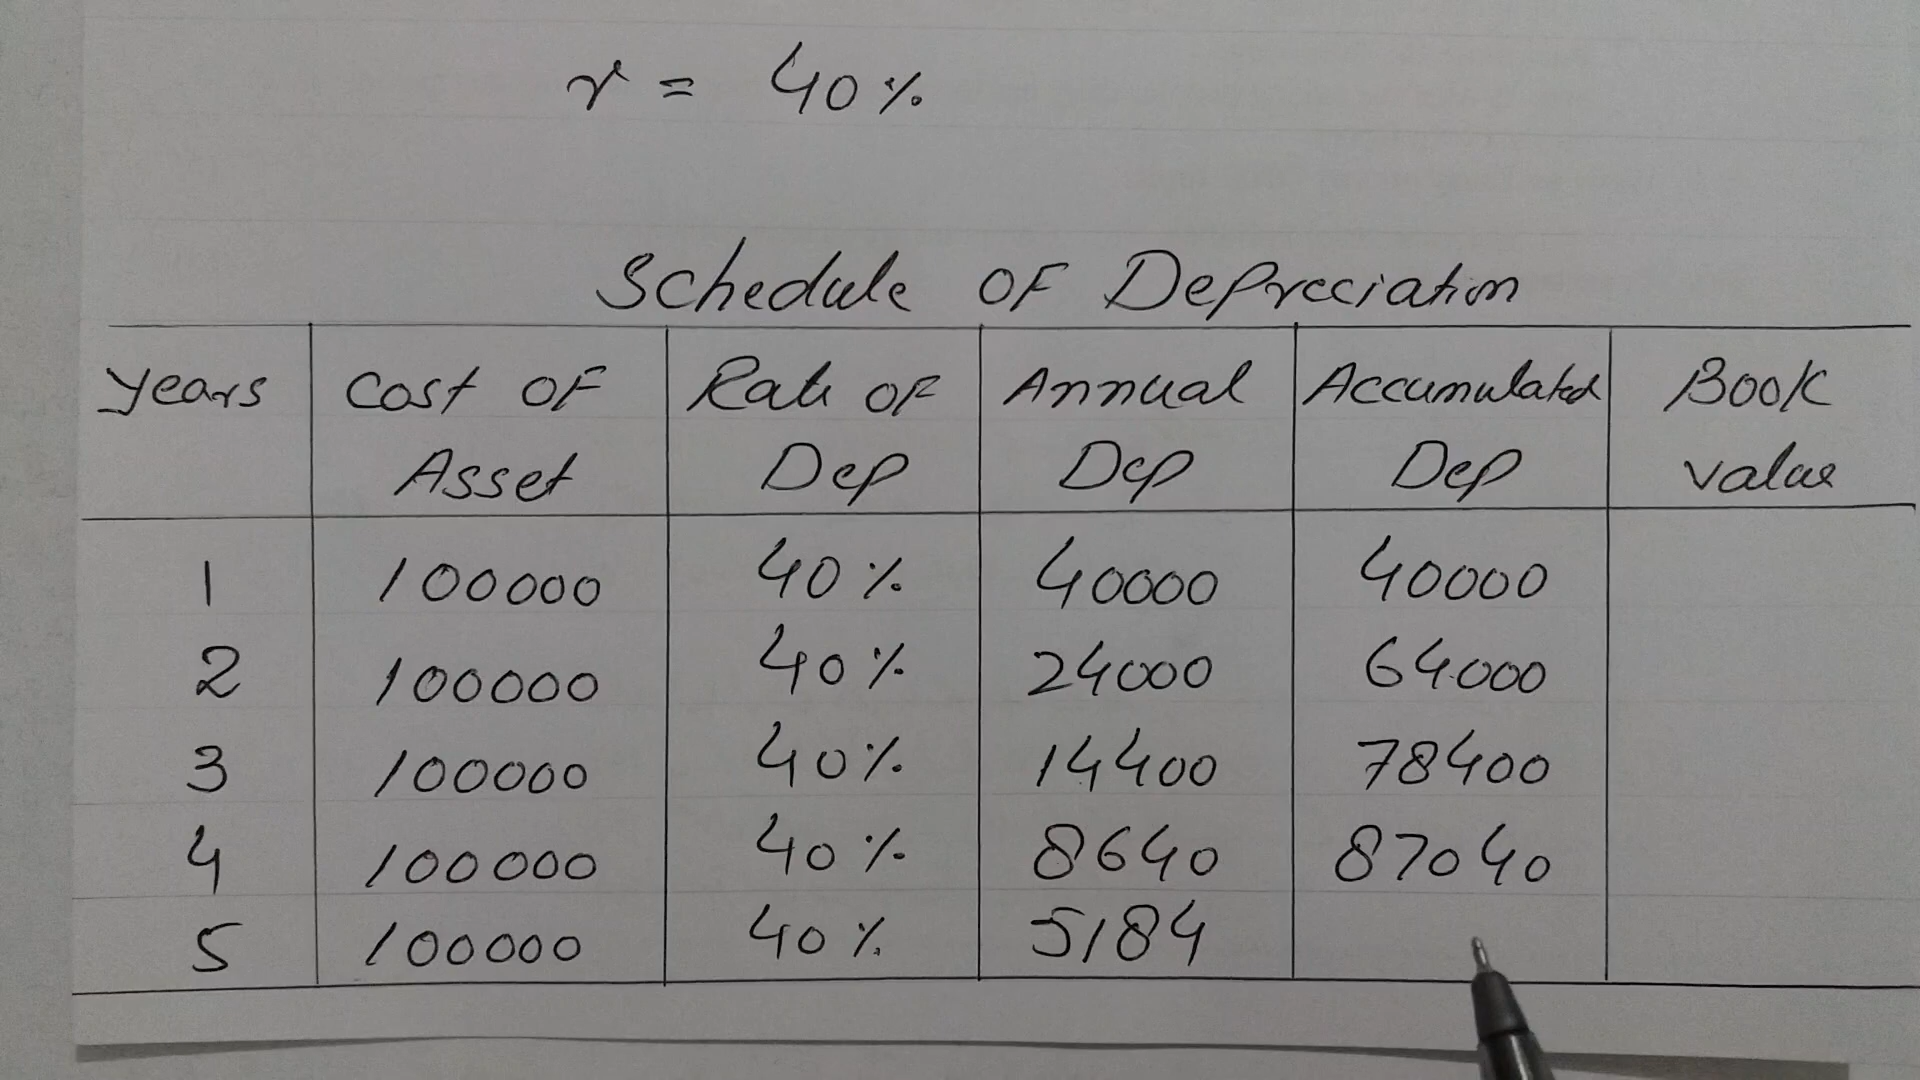 r = 40%
Schedule OF Depreciation
Years Cost OF Asset Rate OF Dep Annual Dep Accumulated Dep Book value
1 100000 40% 40000 40000
2 100000 40% 24000 64000
3 100000 40% 14400 78400
4 100000 40% 8640 87040
5 100000 40% 5184